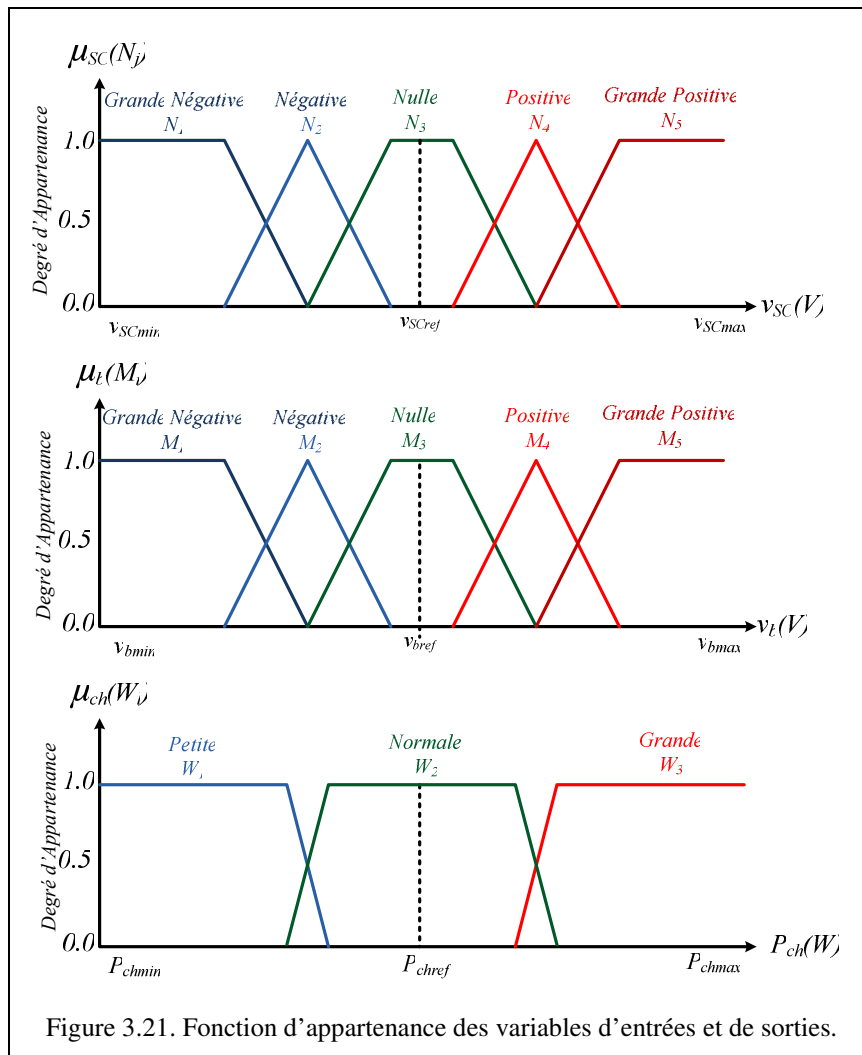 μSC(Nj)
Grande Négative Négative Nulle Positive Grande Positive
N1 N2 N3 N4 N5
Degré d'Appartenance
1.0
0.5
0.0
vSCmin vSCref vSCmax vSC(V)
μb(Mi)
Grande Négative Négative Nulle Positive Grande Positive
M1 M2 M3 M4 M5
Degré d'Appartenance
1.0
0.5
0.0
vbmin vbref vbmax vb(V)
μch(Wi)
Petite Normale Grande
W1 W2 W3
Degré d'Appartenance
1.0
0.5
0.0
Pchmin Pchref Pchmax Pch(W)
Figure 3.21. Fonction d'appartenance des variables d'entrées et de sorties.